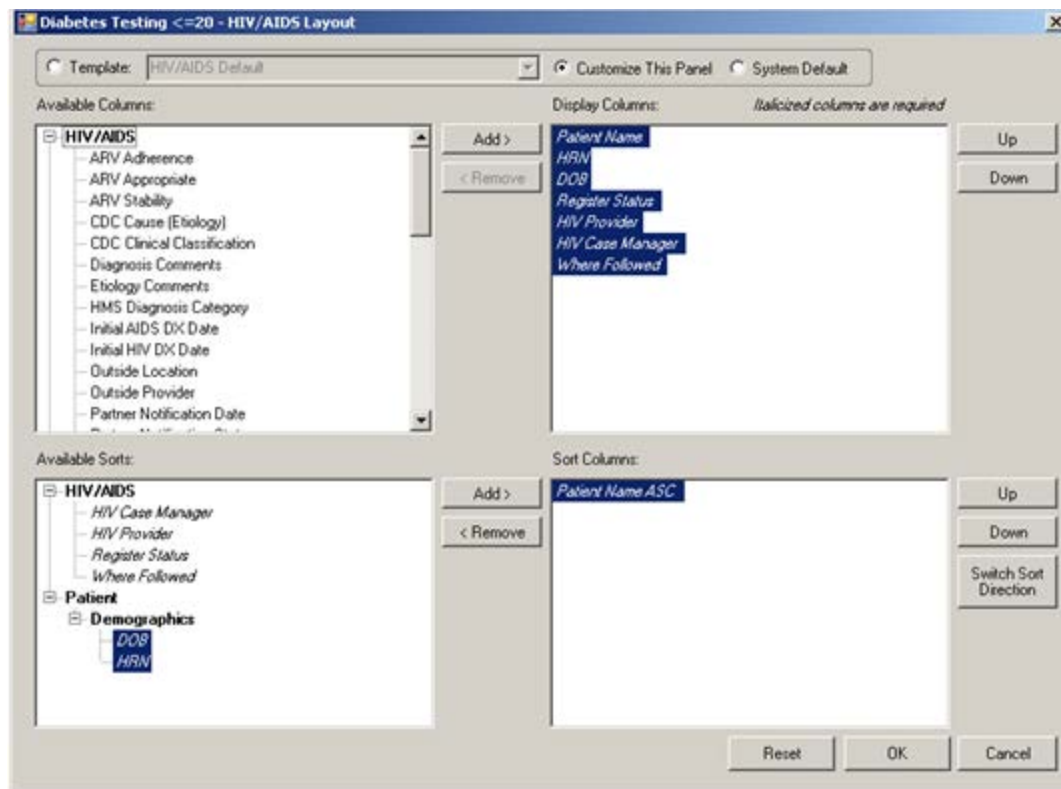 Diabetes Testing <=20 - HIV/AIDS Layout
Template: HIV/AIDS Default Customize This Panel System Default
Available Columns:
HIV/AIDS
ARV Adherence
ARV Appropriate
ARV Stability
CDC Cause (Etiology)
CDC Clinical Classification
Diagnosis Comments
Etiology Comments
HMS Diagnosis Category
Initial AIDS DX Date
Initial HIV DX Date
Outside Location
Outside Provider
Partner Notification Date
Add >
< Remove
Display Columns: Italicized columns are required
Patient Name
HRN
DOB
Register Status
HIV Provider
HIV Case Manager
Where Followed
Up
Down
Available Sorts:
HIV/AIDS
HIV Case Manager
HIV Provider
Register Status
Where Followed
Patient
Demographics
DOB
HRN
Add >
< Remove
Sort Columns:
Patient Name ASC
Up
Down
Switch Sort
Direction
Reset OK Cancel